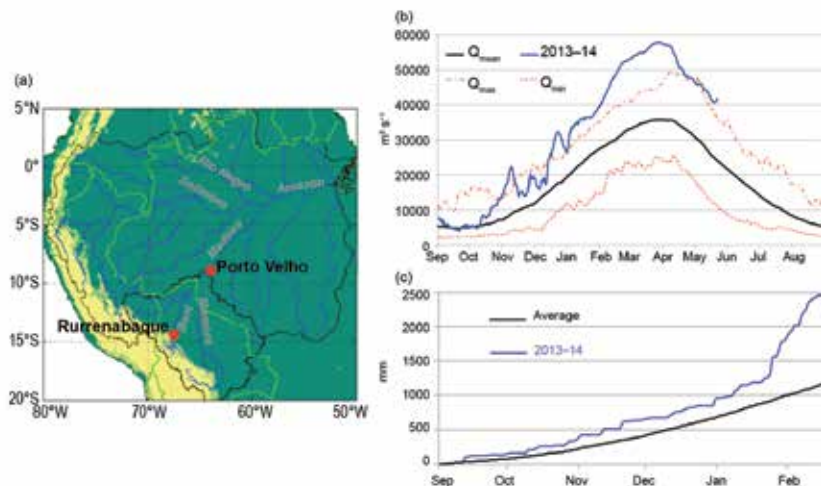 (a)
5°N
0°
5°S
10°S
15°S
20°S
80°W 70°W 60°W 50°W
Amazon
Porto Velho
Rurrenabaque
(b)
60000
50000
40000
30000
20000
10000
0
m³ s⁻¹
Qmean 2013–14
Qmax Qmin
Sep Oct Nov Dec Jan Feb Mar Apr May Jun Jul Aug
(c)
2500
2000
1500
1000
500
0
mm
Average
2013–14
Sep Oct Nov Dec Jan Feb